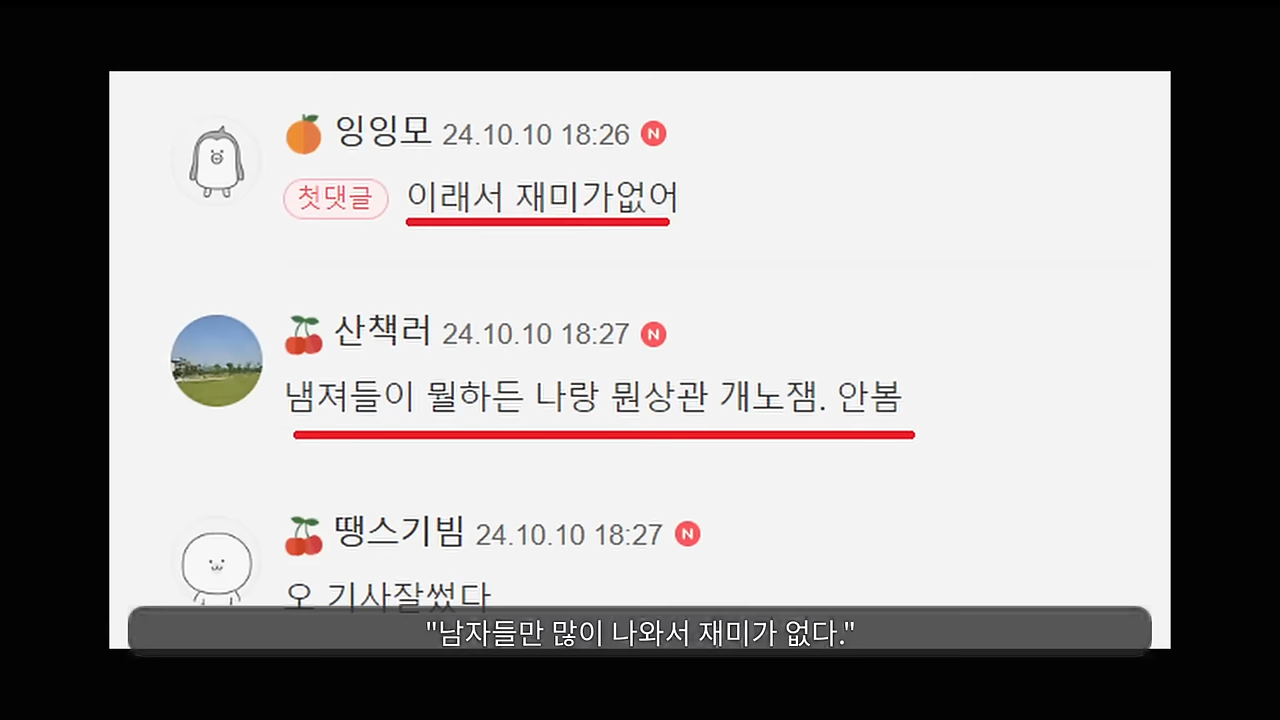 잉잉모 24.10.10 18:26 N
첫댓글 이래서 재미가없어
산책러 24.10.10 18:27 N
냄져들이 뭘하든 나랑 뭔상관 개노잼. 안봄
땡스기빔 24.10.10 18:27 N
오 기사잘썼다
"남자들만 많이 나와서 재미가 없다."